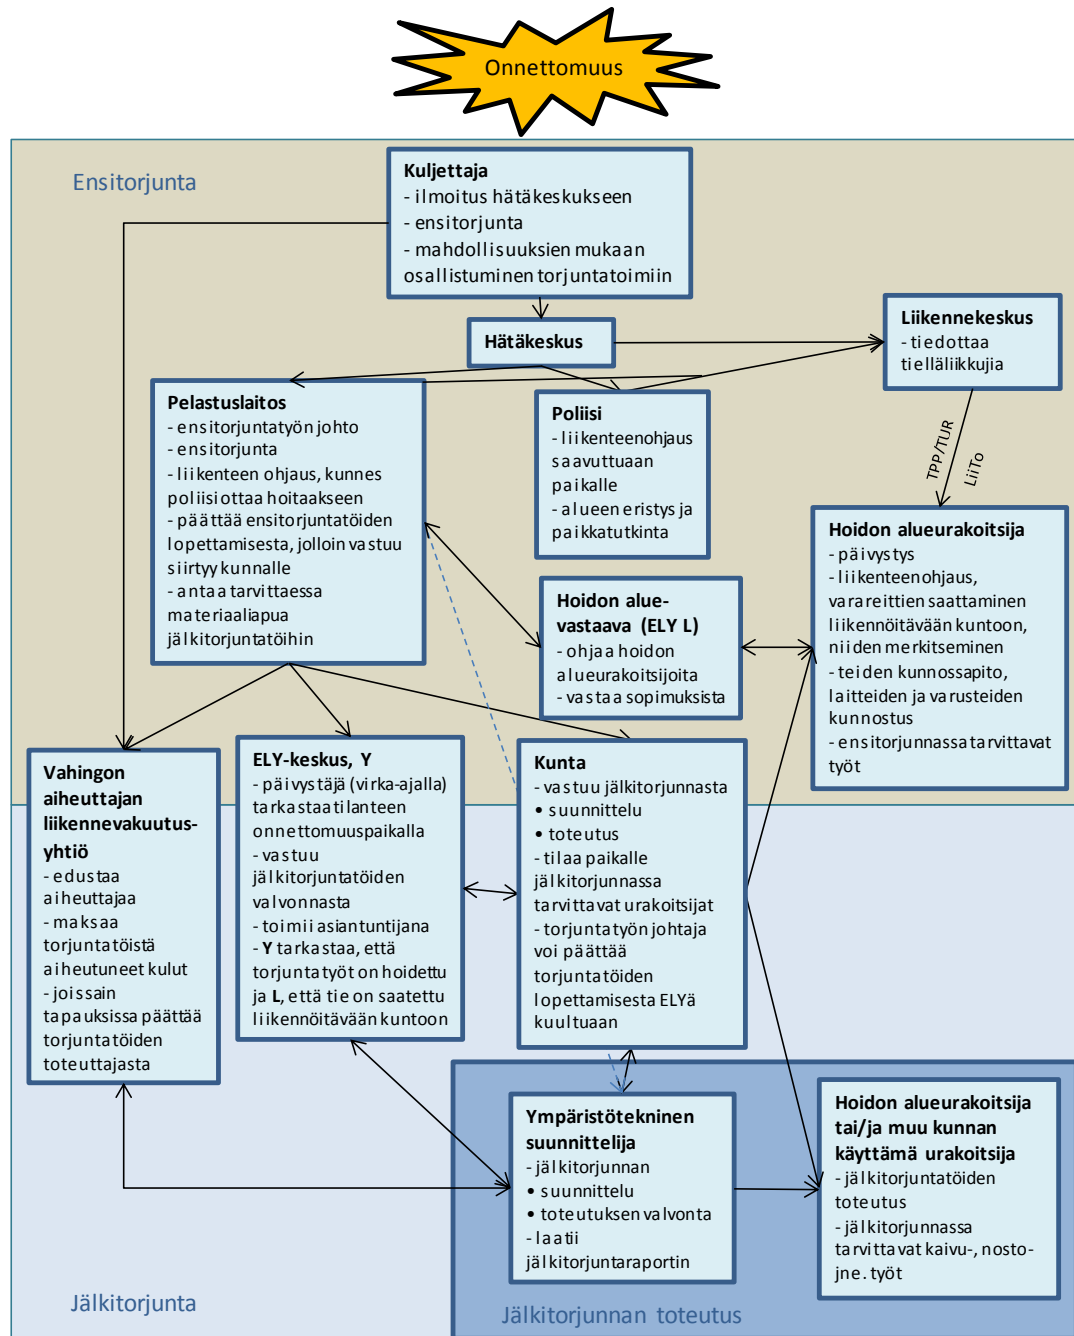 Onnettomuus
Ensitorjunta
Kuljettaja
- ilmoitus hätäkeskukseen
- ensitorjunta
- mahdollisuuksien mukaan
osallistuminen torjuntatoimiin
Hätäkeskus
Liikennekeskus
- tiedottaa
tielläliikkujia
Pelastuslaitos
- ensitorjuntatyön johto
- ensitorjunta
- liikenteen ohjaus, kunnes
poliisi ottaa hoitaakseen
- päättää ensitorjuntatöiden
lopettamisesta, jolloin vastuu
siirtyy kunnalle
- antaa tarvittaessa
materiaaliapua
jälkitorjuntatöihin
Poliisi
- liikenteenohjaus
saavuttuaan
paikalle
- alueen eristys ja
paikkatutkinta
TPP/TUR
LiiTo
Hoidon alueurakoitsija
- päivystys
- liikenteenohjaus,
varareittien saattaminen
liikennöitävään kuntoon,
niiden merkitseminen
- teiden kunnossapito,
laitteiden ja varusteiden
kunnostus
- ensitorjunnassa tarvittavat
työt
Hoidon alue-
vastaava (ELY L)
- ohjaa hoidon
alueurakoitsijoita
- vastaa sopimuksista
Vahingon
aiheuttajan
liikennevakuutus-
yhtiö
- edustaa
aiheuttajaa
- maksaa
torjuntatöistä
aiheutuneet kulut
- joissain
tapauksissa päättää
torjuntatöiden
toteuttajasta
ELY-keskus, Y
- päivystäjä (virka-ajalla)
tarkastaa tilanteen
onnettomuuspaikalla
- vastuu
jälkitorjuntatöiden
valvonnasta
- toimii asiantuntijana
- Y tarkastaa, että
torjuntatyöt on hoidettu
ja L, että tie on saatettu
liikennöitävään kuntoon
Kunta
- vastuu jälkitorjunnasta
• suunnittelu
• toteutus
- tilaa paikalle
jälkitorjunnassa
tarvittavat urakoitsijat
- torjuntatyön johtaja
voi päättää
torjuntatöiden
lopettamisesta ELYä
kuultuaan
Ympäristötekninen
suunnittelija
- jälkitorjunnan
• suunnittelu
• toteutuksen valvonta
- laatii
jälkitorjuntaraportin
Hoidon alueurakoitsija
tai/ja muu kunnan
käyttämä urakoitsija
- jälkitorjuntatöiden
toteutus
- jälkitorjunnassa
tarvittavat kaivu-, nosto-
jne. työt
Jälkitorjunta
Jälkitorjunnan toteutus